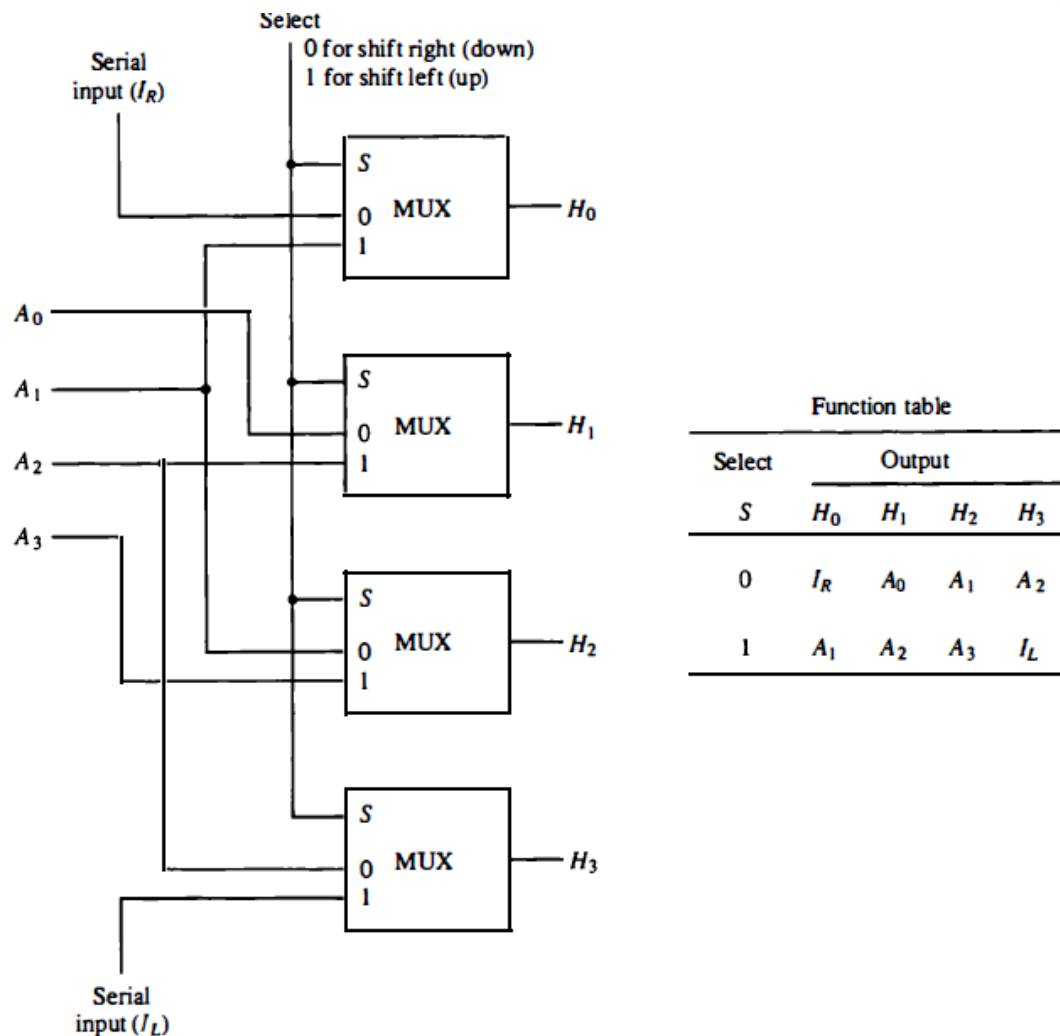 Select
0 for shift right (down)
1 for shift left (up)
Serial
input (I_R)
S
MUX
0
1
H_0
A_0
A_1
A_2
A_3
S
MUX
0
1
H_1
S
MUX
0
1
H_2
S
MUX
0
1
H_3
Serial
input (I_L)
Function table
Select Output
S H_0 H_1 H_2 H_3
0 I_R A_0 A_1 A_2
1 A_1 A_2 A_3 I_L